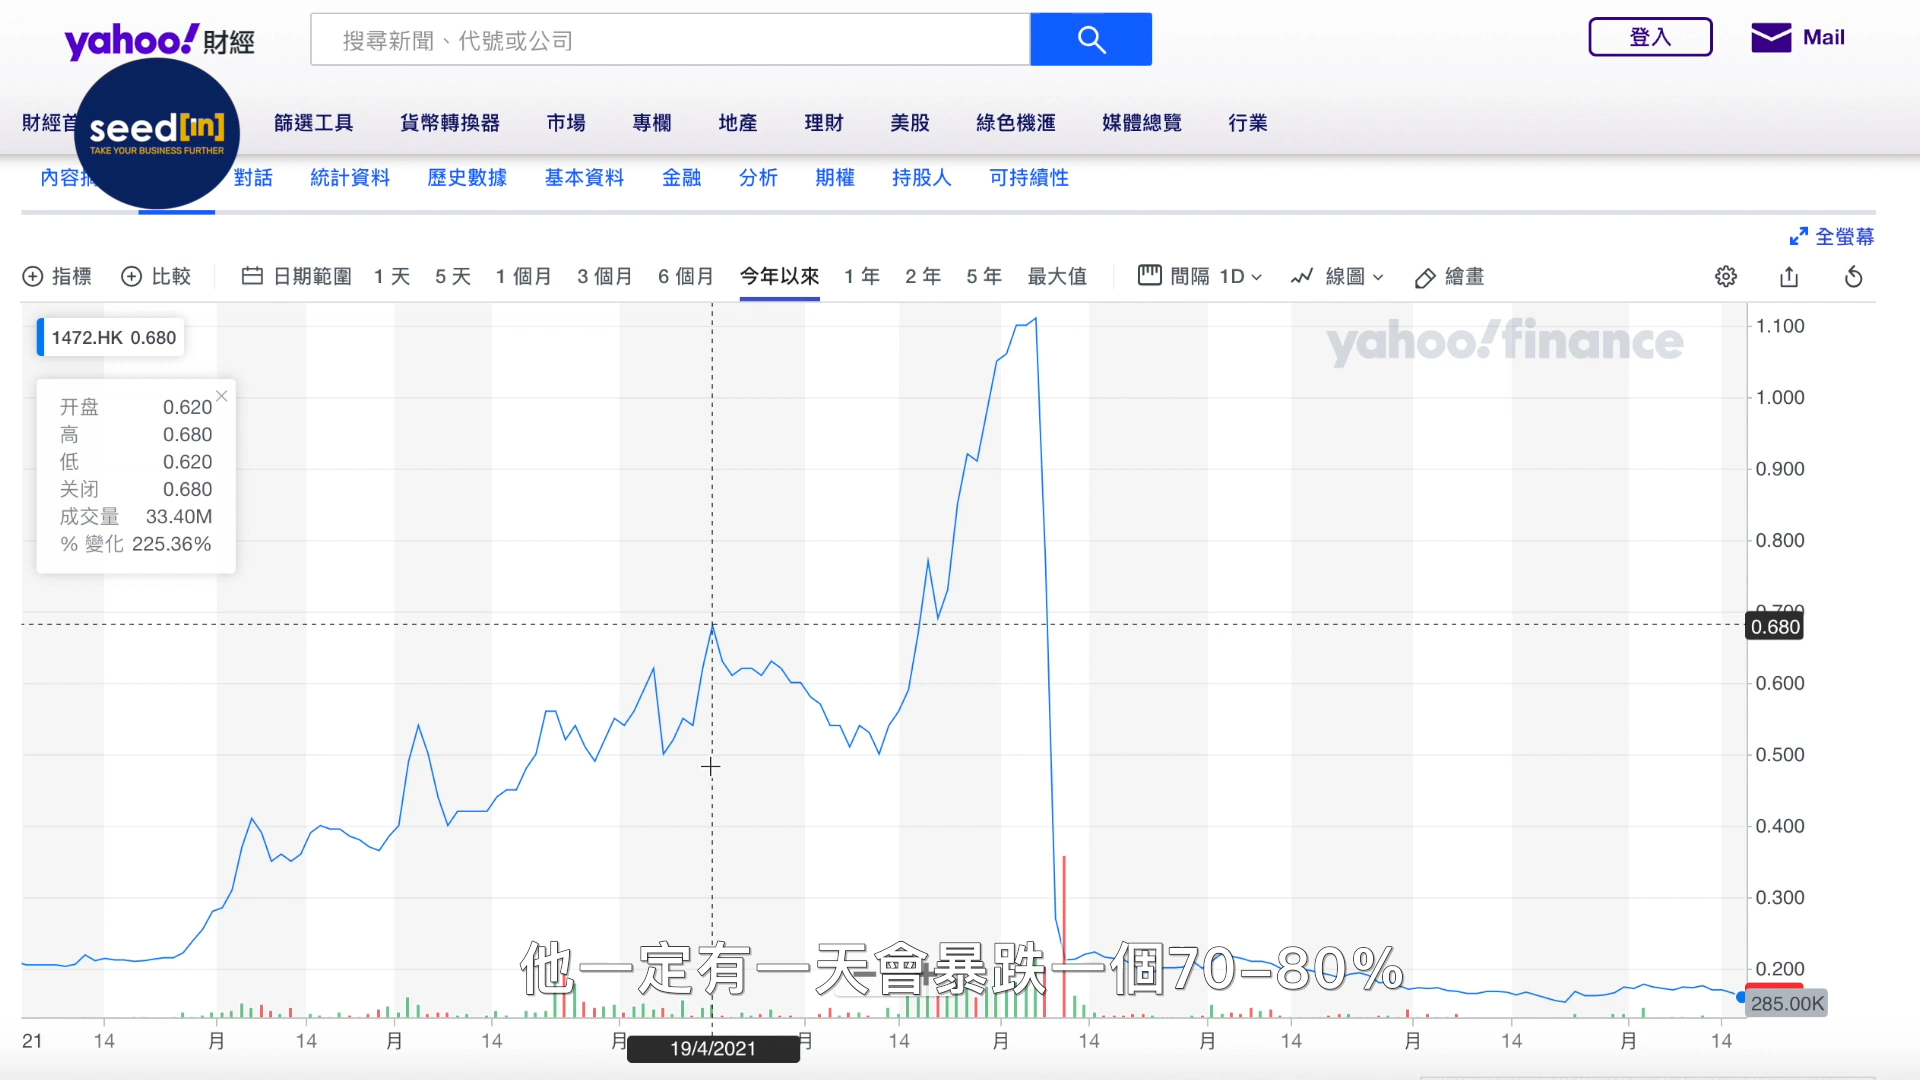 yahoo!財經
搜尋新聞、代號或公司
登入
Mail
財經首
seed[in]
TAKE YOUR BUSINESS FURTHER
篩選工具 貨幣轉換器 市場 專欄 地產 理財 美股 綠色機滙 媒體總覽 行業
內容 對話 統計資料 歷史數據 基本資料 金融 分析 期權 持股人 可持續性
全螢幕
指標 比較 日期範圍 1 天 5 天 1 個月 3 個月 6 個月 今年以來 1 年 2 年 5 年 最大值 間隔 1D 線圖 繪畫
1472.HK 0.680
yahoo!finance
开盘 0.620
高 0.680
低 0.620
关闭 0.680
成交量 33.40M
% 變化 225.36%
1.100
1.000
0.900
0.800
0.700
0.680
0.600
0.500
0.400
0.300
0.200
285.00K
他一定有一天會暴跌一個70-80%
21 14 月 14 月 14 月 19/4/2021 月 14 月 14 月 14 月 14 月 14